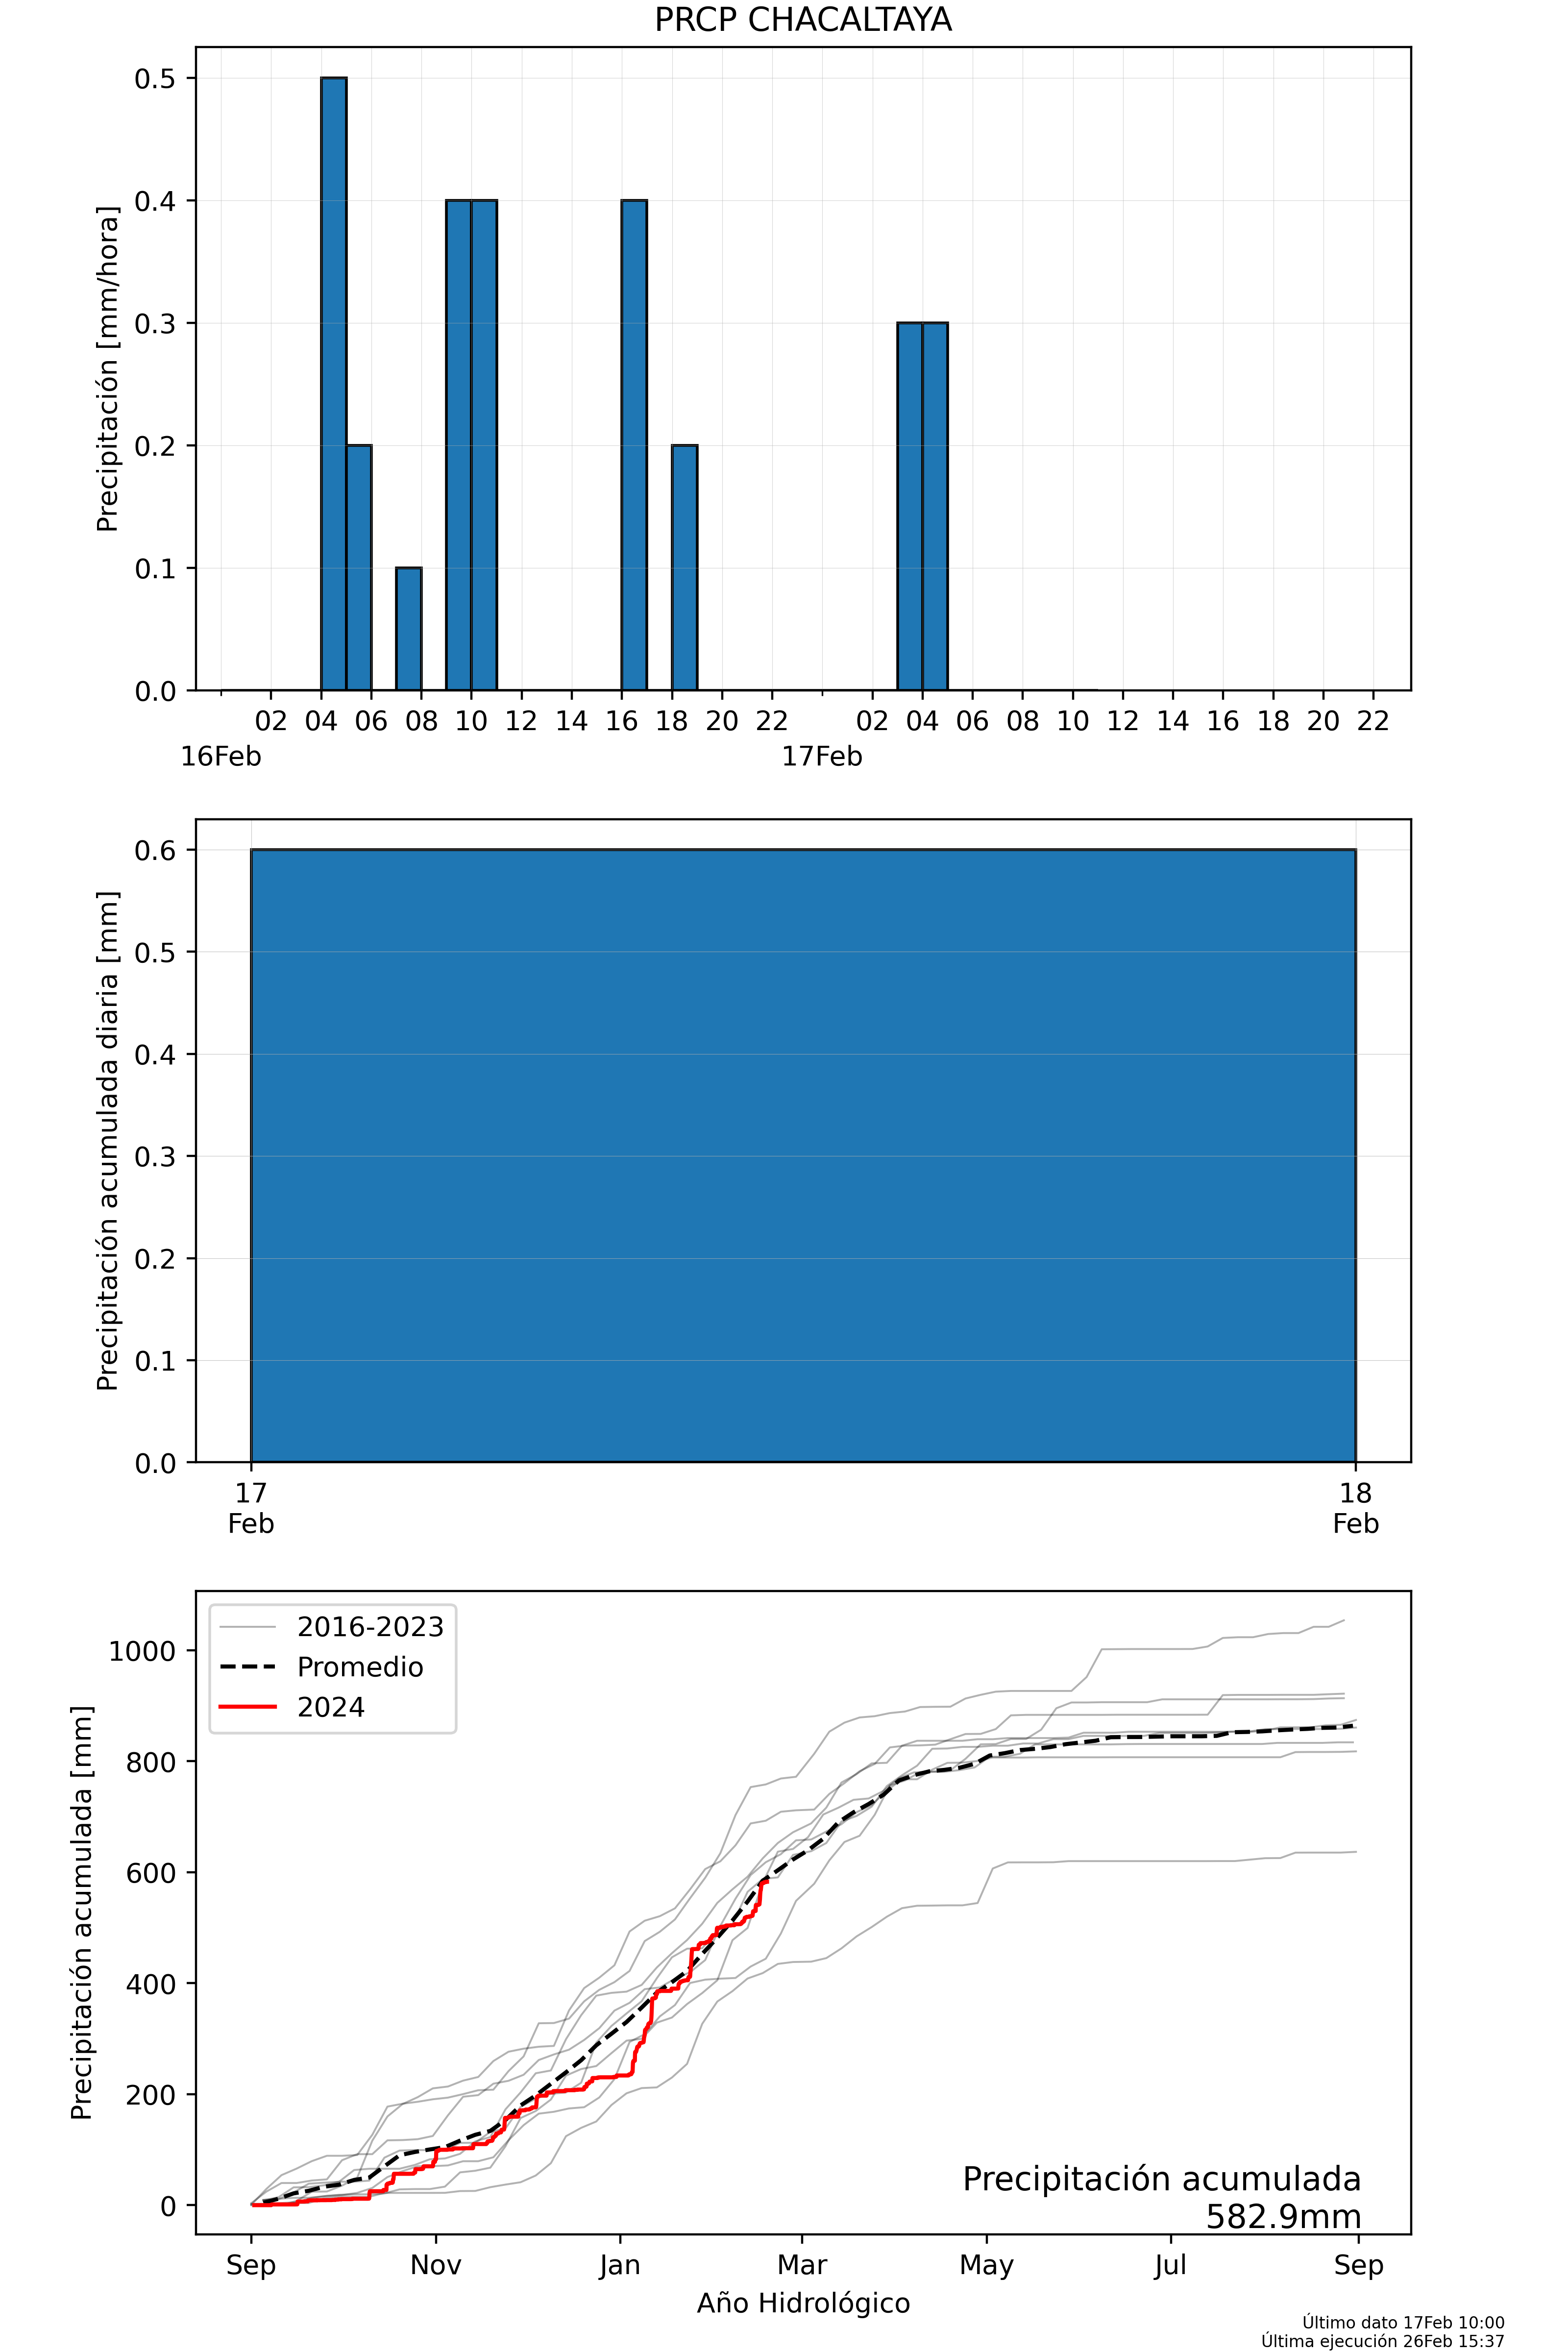 PRCP CHACALTAYA
Precipitación [mm/hora]
0.5
0.4
0.3
0.2
0.1
0.0
02 04 06 08 10 12 14 16 18 20 22 02 04 06 08 10 12 14 16 18 20 22
16Feb 17Feb
Precipitación acumulada diaria [mm]
0.6
0.5
0.4
0.3
0.2
0.1
0.0
17 18
Feb Feb
Precipitación acumulada [mm]
1000
800
600
400
200
0
2016-2023
Promedio
2024
Precipitación acumulada
582.9mm
Sep Nov Jan Mar May Jul Sep
Año Hidrológico
Último dato 17Feb 10:00
Última ejecución 26Feb 15:37